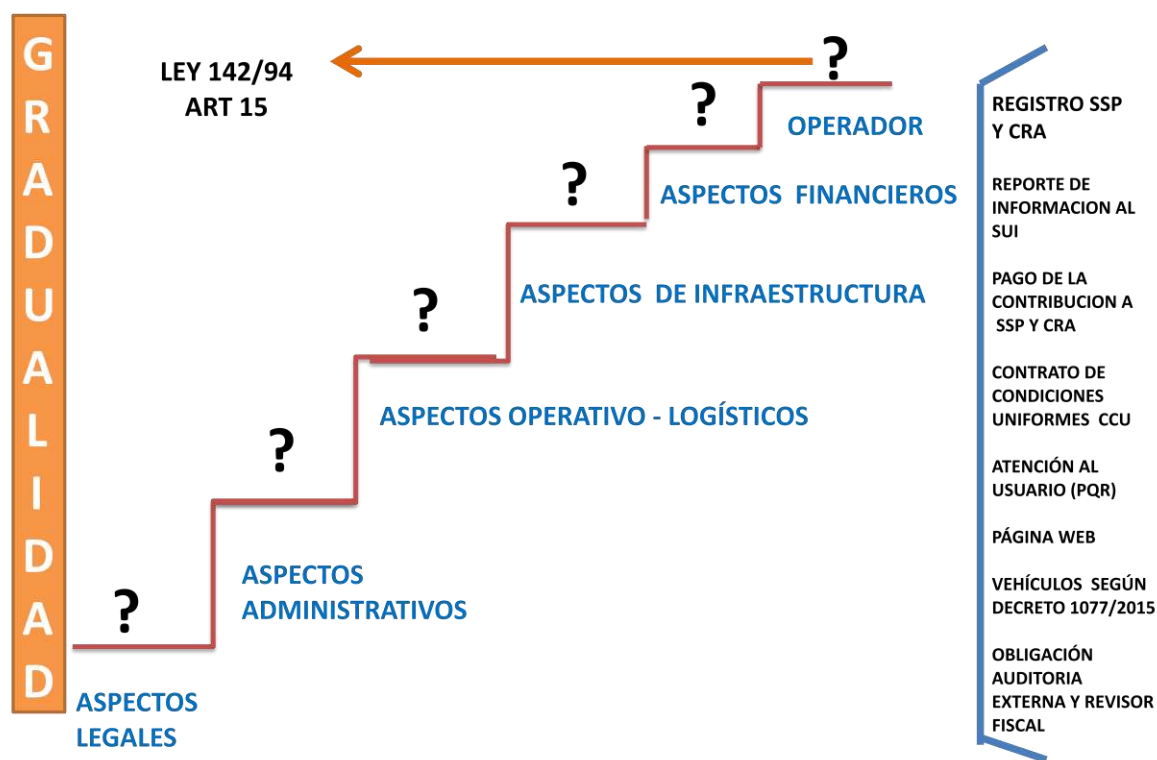 GRADUALIDAD
LEY 142/94
ART 15
?
OPERADOR
?
ASPECTOS FINANCIEROS
?
ASPECTOS DE INFRAESTRUCTURA
?
ASPECTOS OPERATIVO - LOGÍSTICOS
?
ASPECTOS
ADMINISTRATIVOS
?
ASPECTOS
LEGALES
REGISTRO SSP
Y CRA
REPORTE DE
INFORMACION AL
SUI
PAGO DE LA
CONTRIBUCION A
SSP Y CRA
CONTRATO DE
CONDICIONES
UNIFORMES CCU
ATENCIÓN AL
USUARIO (PQR)
PÁGINA WEB
VEHÍCULOS SEGÚN
DECRETO 1077/2015
OBLIGACIÓN
AUDITORIA
EXTERNA Y REVISOR
FISCAL